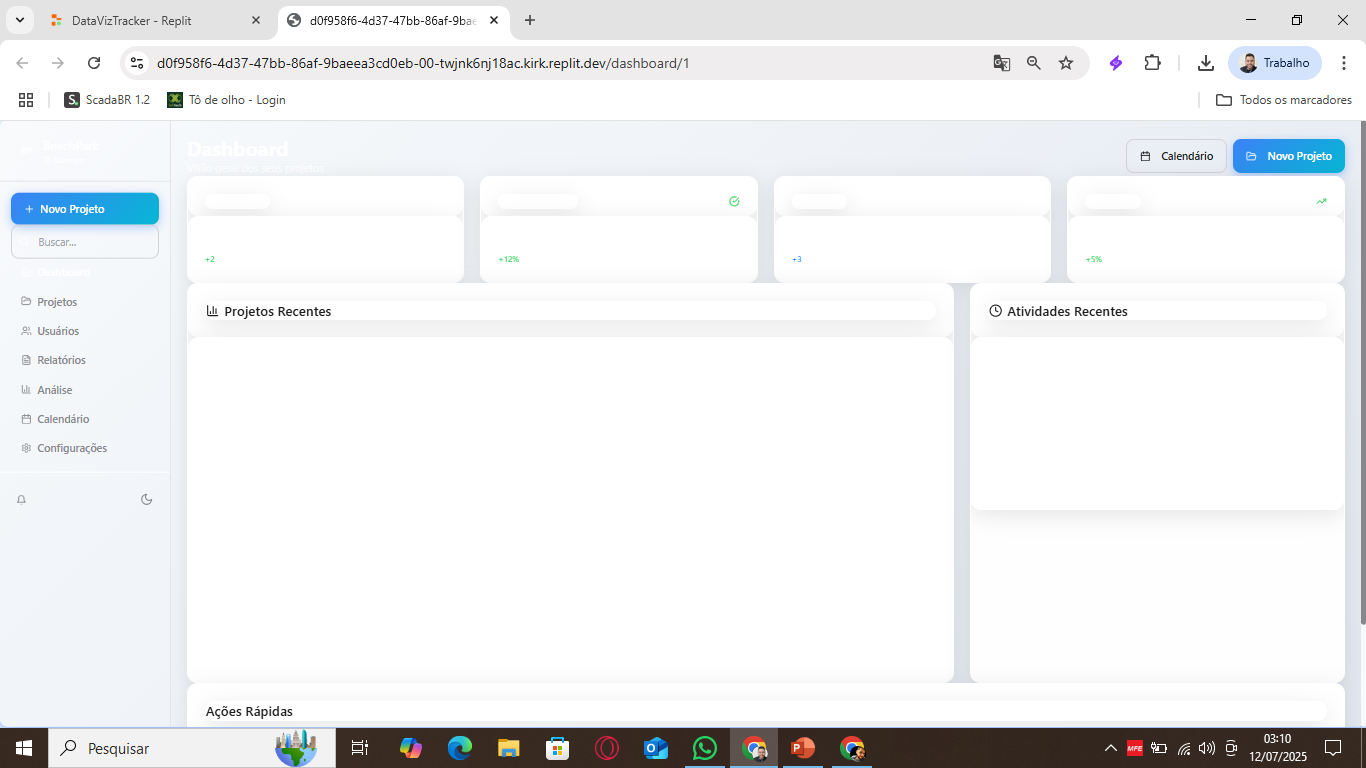 DataVizTracker - Replit
d0f958f6-4d37-47bb-86af-9bae
d0f958f6-4d37-47bb-86af-9baeea3cd0eb-00-twjnk6nj18ac.kirk.replit.dev/dashboard/1
Trabalho
ScadaBR 1.2
Tô de olho - Login
Todos os marcadores
Dashboard
Visão geral dos seus projetos
Calendário
Novo Projeto
+ Novo Projeto
Buscar...
Dashboard
Projetos
Usuários
Relatórios
Análise
Calendário
Configurações
+2
+12%
+3
+5%
Projetos Recentes
Atividades Recentes
Ações Rápidas
Pesquisar
MFE
03:10
12/07/2025